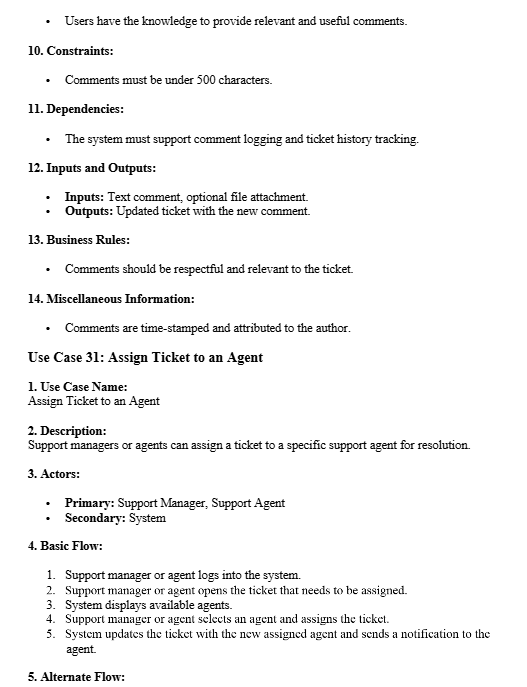 • Users have the knowledge to provide relevant and useful comments.
10. Constraints:
• Comments must be under 500 characters.
11. Dependencies:
• The system must support comment logging and ticket history tracking.
12. Inputs and Outputs:
• Inputs: Text comment, optional file attachment.
• Outputs: Updated ticket with the new comment.
13. Business Rules:
• Comments should be respectful and relevant to the ticket.
14. Miscellaneous Information:
• Comments are time-stamped and attributed to the author.
Use Case 31: Assign Ticket to an Agent
1. Use Case Name:
Assign Ticket to an Agent
2. Description:
Support managers or agents can assign a ticket to a specific support agent for resolution.
3. Actors:
• Primary: Support Manager, Support Agent
• Secondary: System
4. Basic Flow:
1. Support manager or agent logs into the system.
2. Support manager or agent opens the ticket that needs to be assigned.
3. System displays available agents.
4. Support manager or agent selects an agent and assigns the ticket.
5. System updates the ticket with the new assigned agent and sends a notification to the
agent.
5. Alternate Flow: